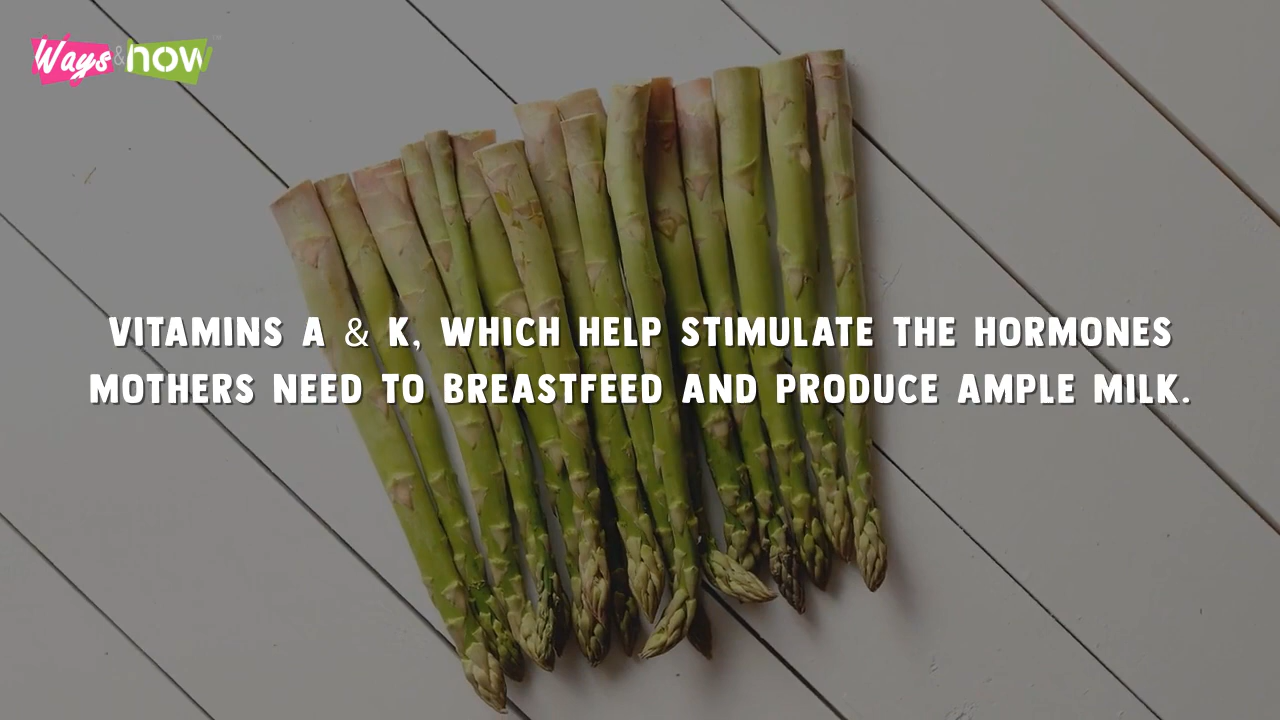 Ways & now
VITAMINS A & K, WHICH HELP STIMULATE THE HORMONES
MOTHERS NEED TO BREASTFEED AND PRODUCE AMPLE MILK.